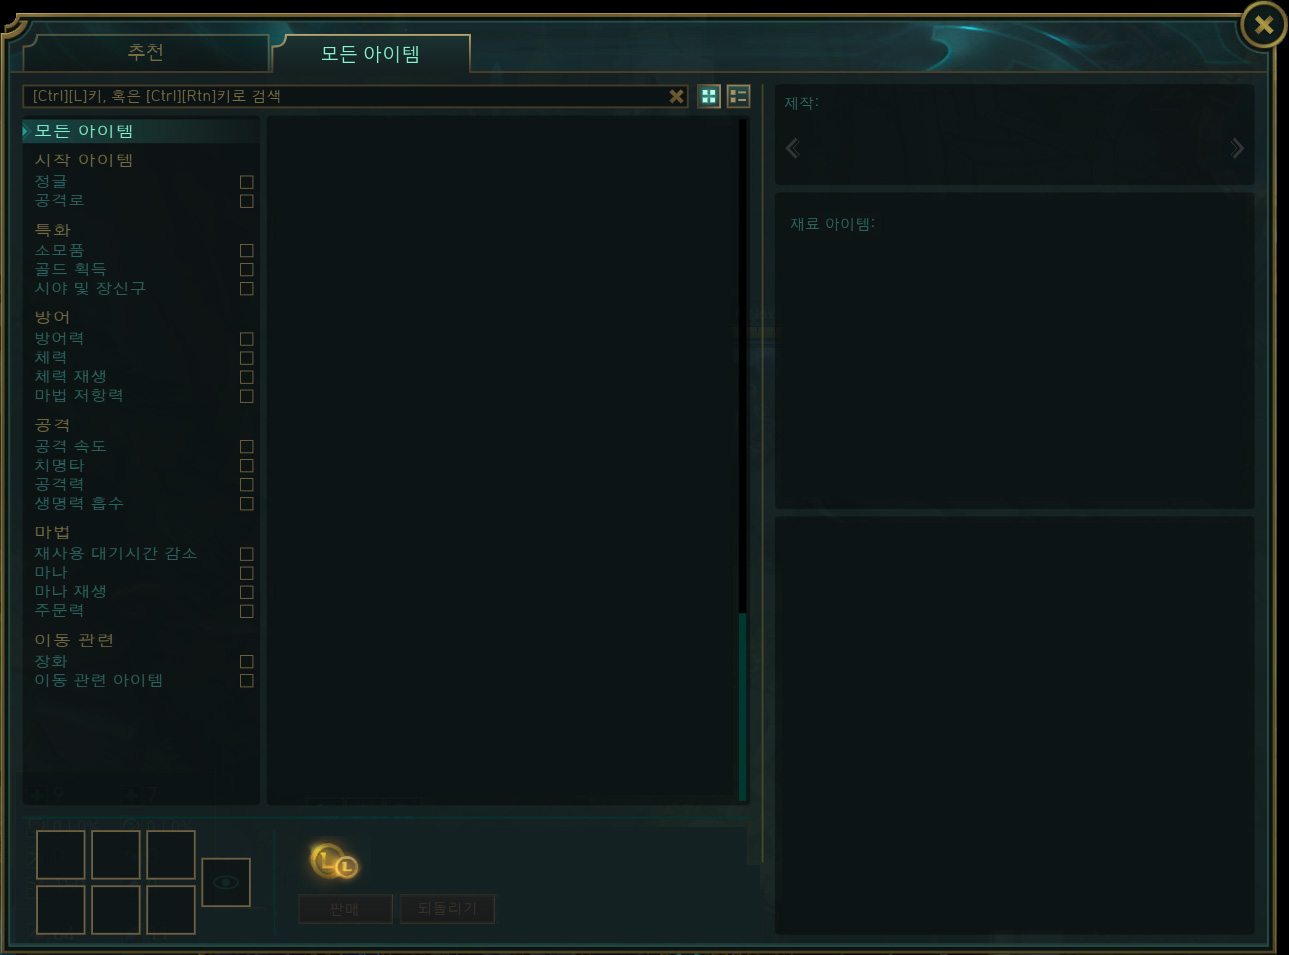 추천
모든 아이템
[Ctrl][L]키, 혹은 [Ctrl][Rtn]키로 검색
모든 아이템
시작 아이템
정글
공격로
특화
소모품
골드 획득
시야 및 장신구
방어
방어력
체력
체력 재생
마법 저항력
공격
공격 속도
치명타
공격력
생명력 흡수
마법
재사용 대기시간 감소
마나
마나 재생
주문력
이동 관련
장화
이동 관련 아이템
제작:
재료 아이템:
판매
되돌리기